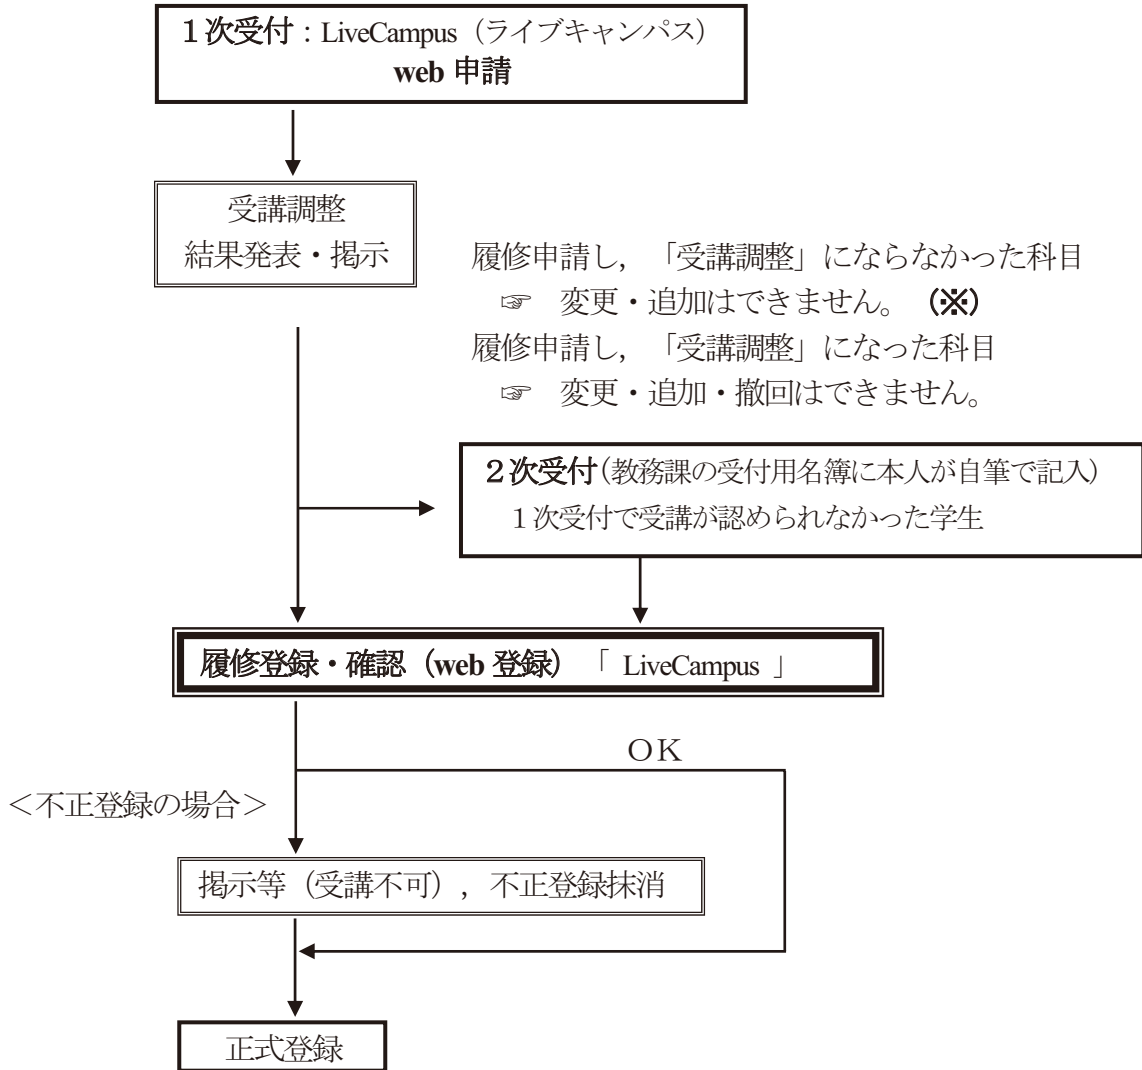 １次受付：LiveCampus（ライブキャンパス）
web 申請
受講調整
結果発表・掲示
履修申請し，「受講調整」にならなかった科目
☞　変更・追加はできません。（※）
履修申請し，「受講調整」になった科目
☞　変更・追加・撤回はできません。
２次受付（教務課の受付用名簿に本人が自筆で記入）
１次受付で受講が認められなかった学生
履修登録・確認（web 登録）「 LiveCampus 」
ＯＫ
＜不正登録の場合＞
掲示等（受講不可），不正登録抹消
正式登録